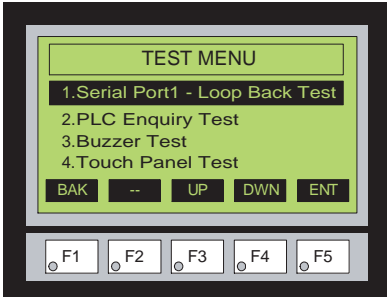 TEST MENU
1.Serial Port1 - Loop Back Test
2.PLC Enquiry Test
3.Buzzer Test
4.Touch Panel Test
BAK -- UP DWN ENT
F1 F2 F3 F4 F5